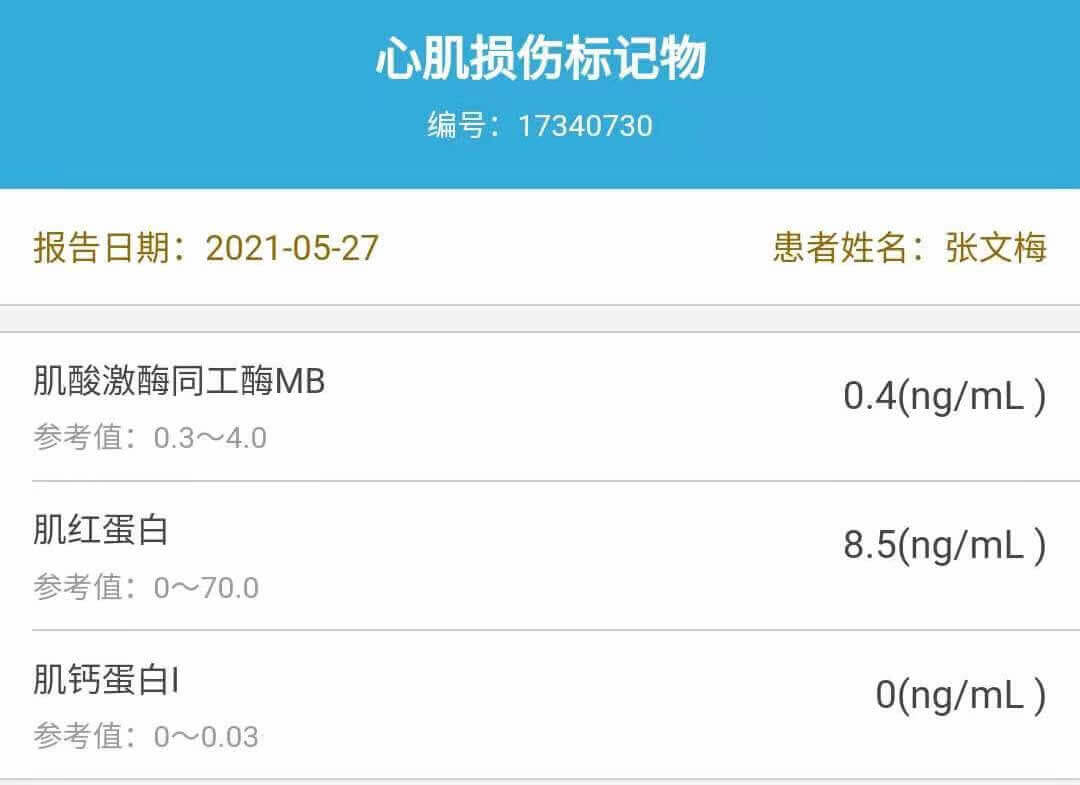 心肌损伤标记物
编号：17340730
报告日期：2021-05-27 患者姓名：张文梅
肌酸激酶同工酶MB 0.4(ng/mL )
参考值：0.3～4.0
肌红蛋白 8.5(ng/mL )
参考值：0～70.0
肌钙蛋白I 0(ng/mL )
参考值：0～0.03